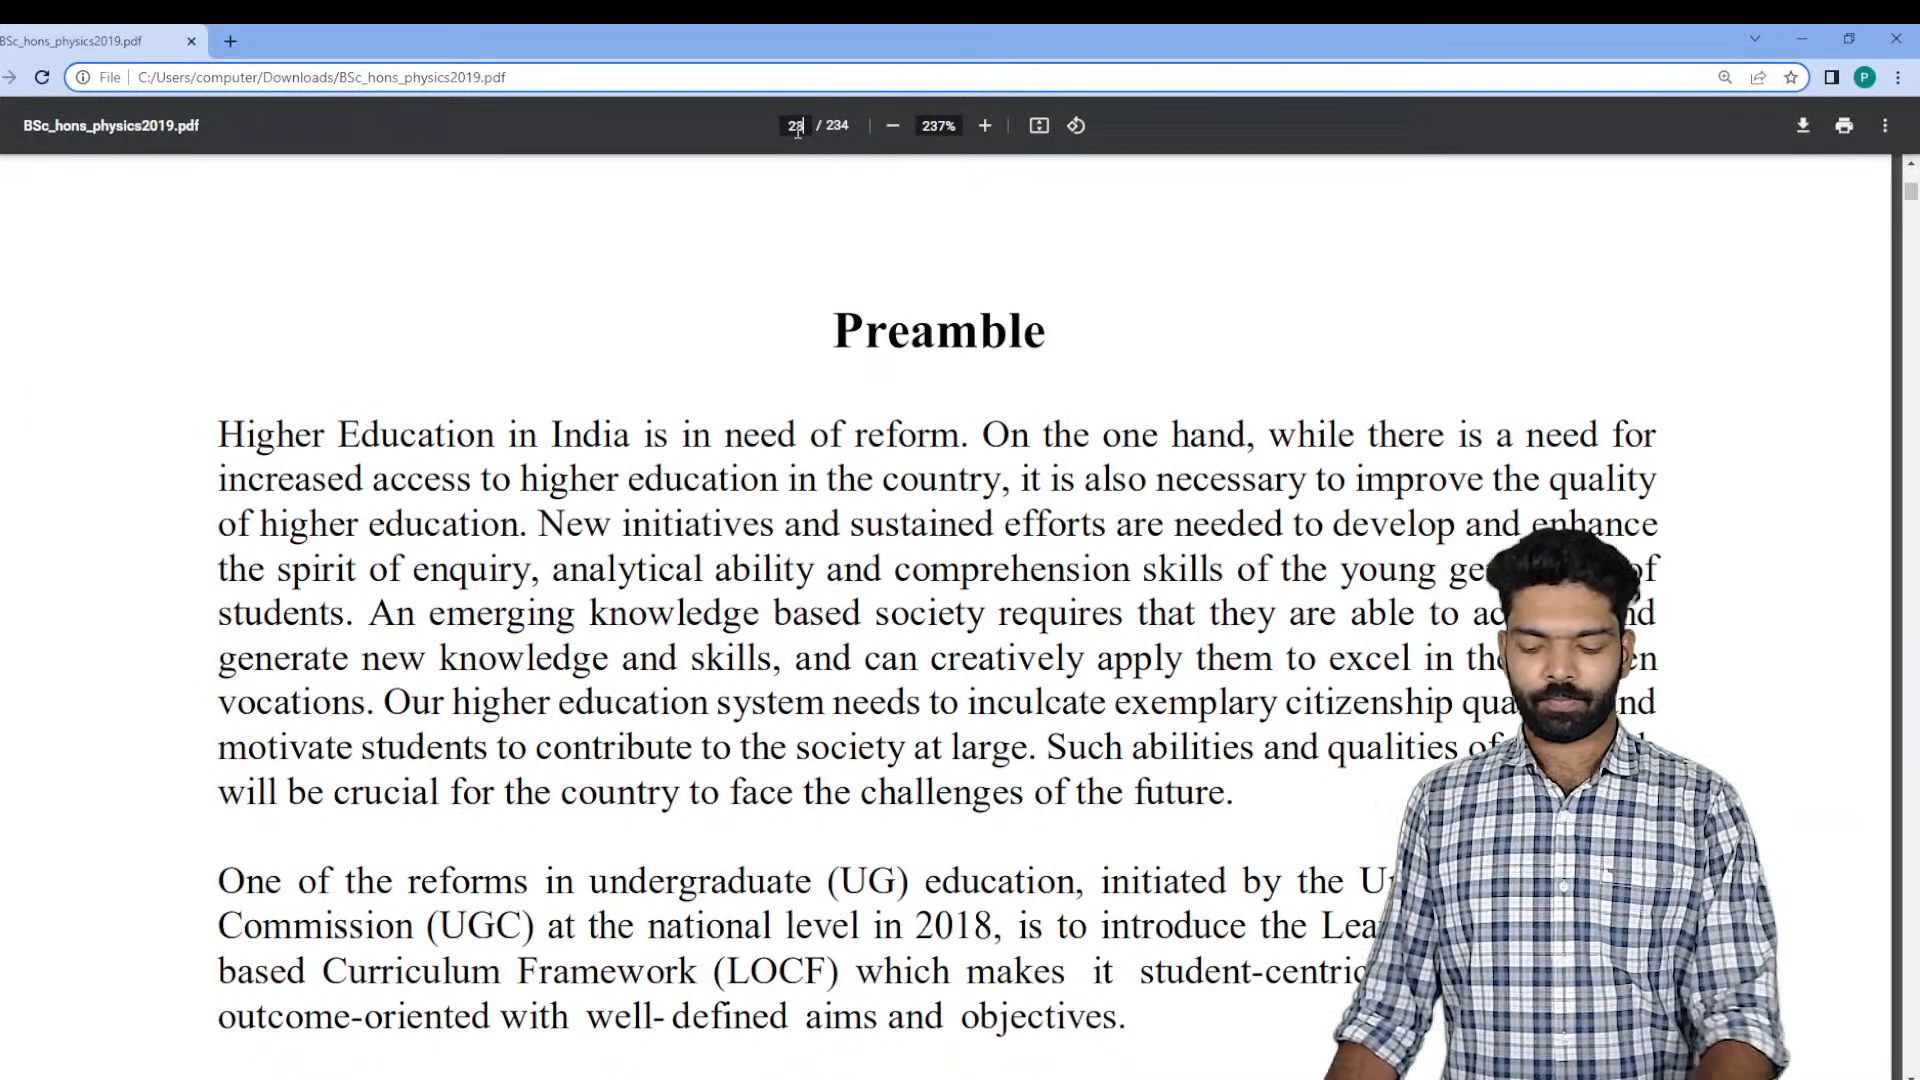 BSc_hons_physics2019.pdf
File C:/Users/computer/Downloads/BSc_hons_physics2019.pdf
P
BSc_hons_physics2019.pdf 23 / 234 237%
Preamble
Higher Education in India is in need of reform. On the one hand, while there is a need for
increased access to higher education in the country, it is also necessary to improve the quality
of higher education. New initiatives and sustained efforts are needed to develop and enhance
the spirit of enquiry, analytical ability and comprehension skills of the young of
students. An emerging knowledge based society requires that they are able to
generate new knowledge and skills, and can creatively apply them to excel in
vocations. Our higher education system needs to inculcate exemplary citizenship
motivate students to contribute to the society at large. Such abilities and qualities of
will be crucial for the country to face the challenges of the future.
One of the reforms in undergraduate (UG) education, initiated by the
Commission (UGC) at the national level in 2018, is to introduce the
based Curriculum Framework (LOCF) which makes it
outcome-oriented with well- defined aims and objectives.